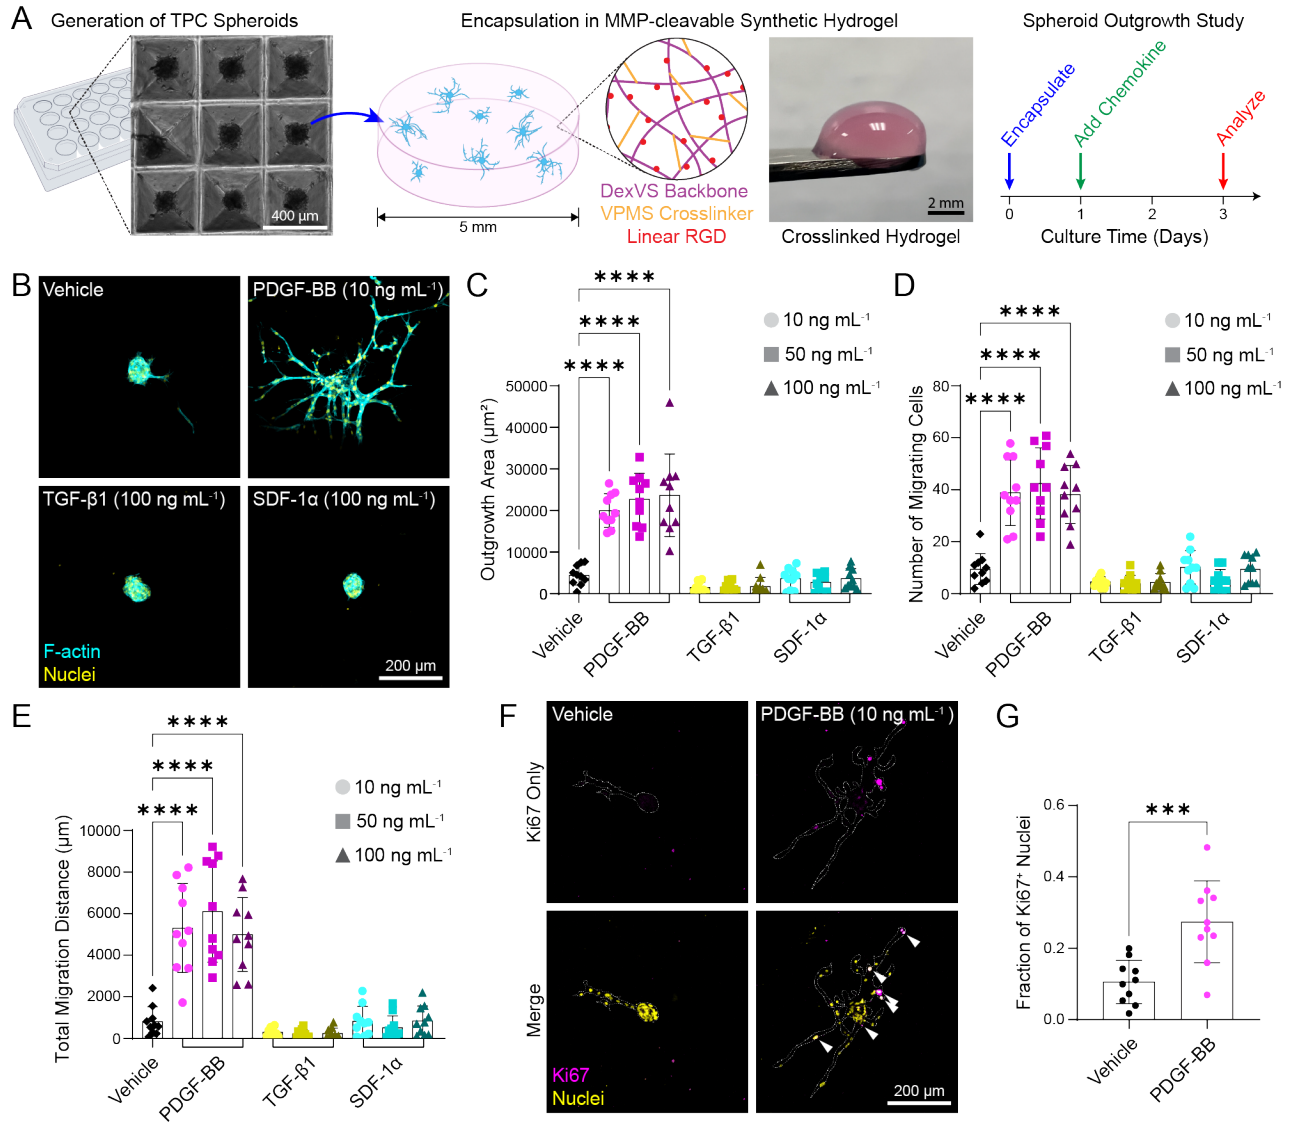 A
Generation of TPC Spheroids
Encapsulation in MMP-cleavable Synthetic Hydrogel
Spheroid Outgrowth Study
400 µm
5 mm
DexVS Backbone
VPMS Crosslinker
Linear RGD
2 mm
Crosslinked Hydrogel
Encapsulate
Add Chemokine
Analyze
0 1 2 3
Culture Time (Days)
B
Vehicle
PDGF-BB (10 ng mL⁻¹)
TGF-β1 (100 ng mL⁻¹)
SDF-1α (100 ng mL⁻¹)
F-actin
Nuclei
200 µm
C
****
****
****
10 ng mL⁻¹
50 ng mL⁻¹
100 ng mL⁻¹
Outgrowth Area (µm²)
50000
40000
30000
20000
10000
0
Vehicle
PDGF-BB
TGF-β1
SDF-1α
D
****
****
****
10 ng mL⁻¹
50 ng mL⁻¹
100 ng mL⁻¹
Number of Migrating Cells
80
60
40
20
0
Vehicle
PDGF-BB
TGF-β1
SDF-1α
E
****
****
****
10 ng mL⁻¹
50 ng mL⁻¹
100 ng mL⁻¹
Total Migration Distance (µm)
10000
8000
6000
4000
2000
0
Vehicle
PDGF-BB
TGF-β1
SDF-1α
F
Vehicle
PDGF-BB (10 ng mL⁻¹)
Ki67 Only
Merge
Ki67
Nuclei
200 µm
G
***
Fraction of Ki67⁺ Nuclei
0.6
0.4
0.2
0.0
Vehicle
PDGF-BB